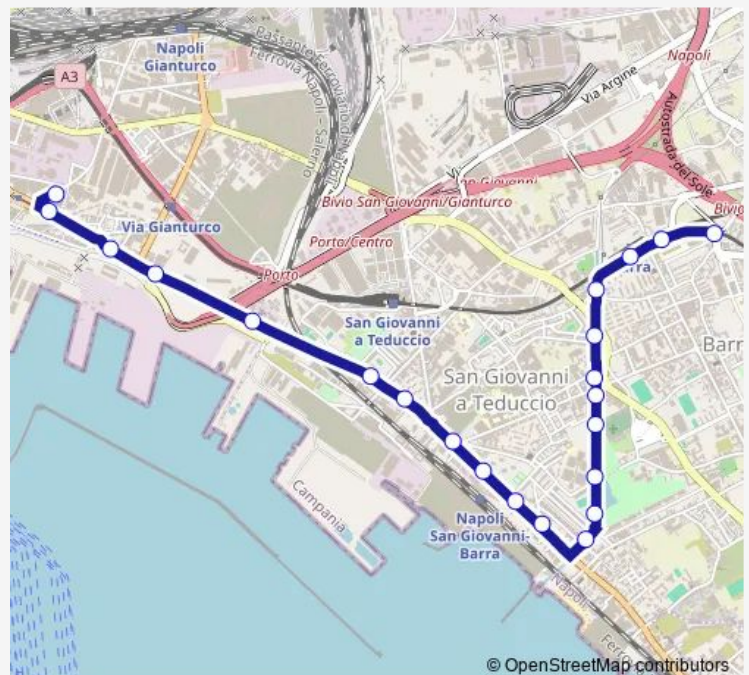 Napoli
Gianturco
A3
Passante Ferroviario di Napoli
Ferrovia Napoli - Salerno
Napoli
Via Argine
Autostrada del Sole
San Giovanni
Bivio San Giovanni/Gianturco
Bivio
Via Gianturco
Porta/Centro
Porto
San Giovanni
a Teduccio
Barr
San Giovanni
a Teduccio
Campania
Napoli
San Giovanni-
Barra
Napoli
© OpenStreetMap contributors